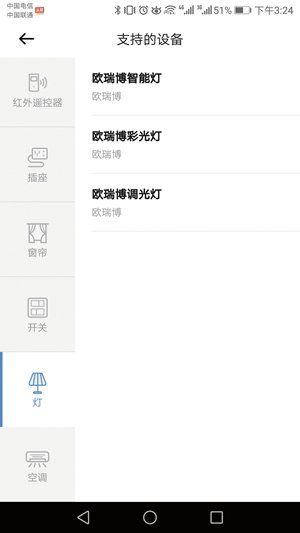 中国电信
中国联通
51% 下午3:24
支持的设备
红外遥控器
插座
窗帘
开关
灯
空调
欧瑞博智能灯
欧瑞博
欧瑞博彩光灯
欧瑞博
欧瑞博调光灯
欧瑞博